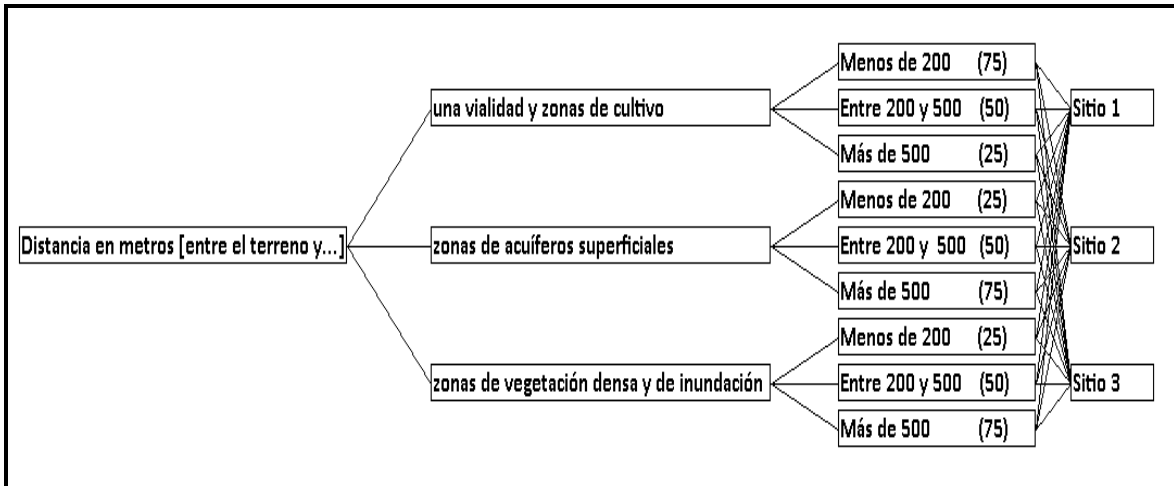 Menos de 200 (75)
una vialidad y zonas de cultivo
Entre 200 y 500 (50)
Sitio 1
Más de 500 (25)
Menos de 200 (25)
Distancia en metros [entre el terreno y...]
zonas de acuíferos superficiales
Entre 200 y 500 (50)
Sitio 2
Más de 500 (75)
Menos de 200 (25)
zonas de vegetación densa y de inundación
Entre 200 y 500 (50)
Sitio 3
Más de 500 (75)